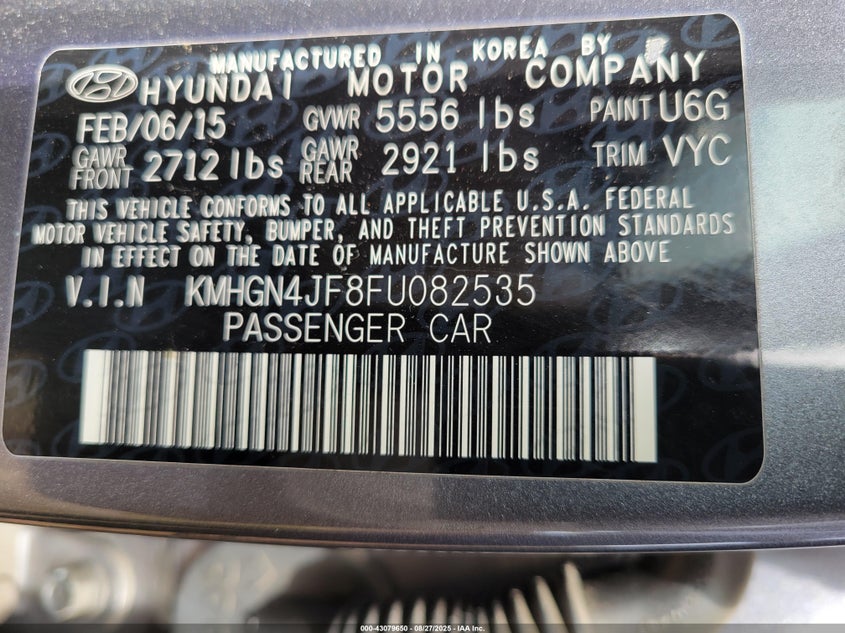 MANUFACTURED IN KOREA BY
HYUNDAI MOTOR COMPANY
FEB/06/15 GVWR 5556 lbs PAINT U6G
GAWR FRONT 2712 lbs GAWR REAR 2921 lbs TRIM VYC
THIS VEHICLE CONFORMS TO ALL APPLICABLE U.S.A. FEDERAL
MOTOR VEHICLE SAFETY, BUMPER, AND THEFT PREVENTION STANDARDS
IN EFFECT ON THE DATE OF MANUFACTURE SHOWN ABOVE
V.I.N KMHGN4JF8FU082535
PASSENGER CAR
000-43079650 - 08/27/2025 - IAA Inc.